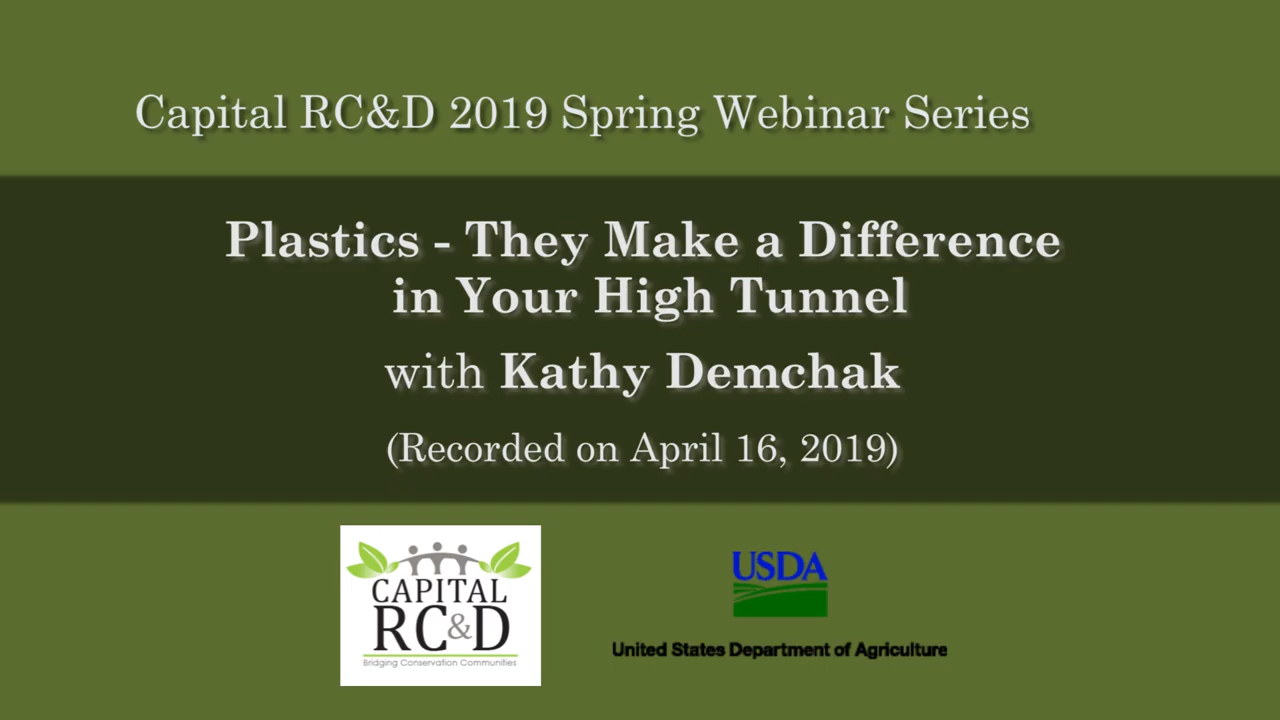 Capital RC&D 2019 Spring Webinar Series
Plastics - They Make a Difference
in Your High Tunnel
with Kathy Demchak
(Recorded on April 16, 2019)
CAPITAL
RC&D
Bridging Conservation Communities
USDA
United States Department of Agriculture